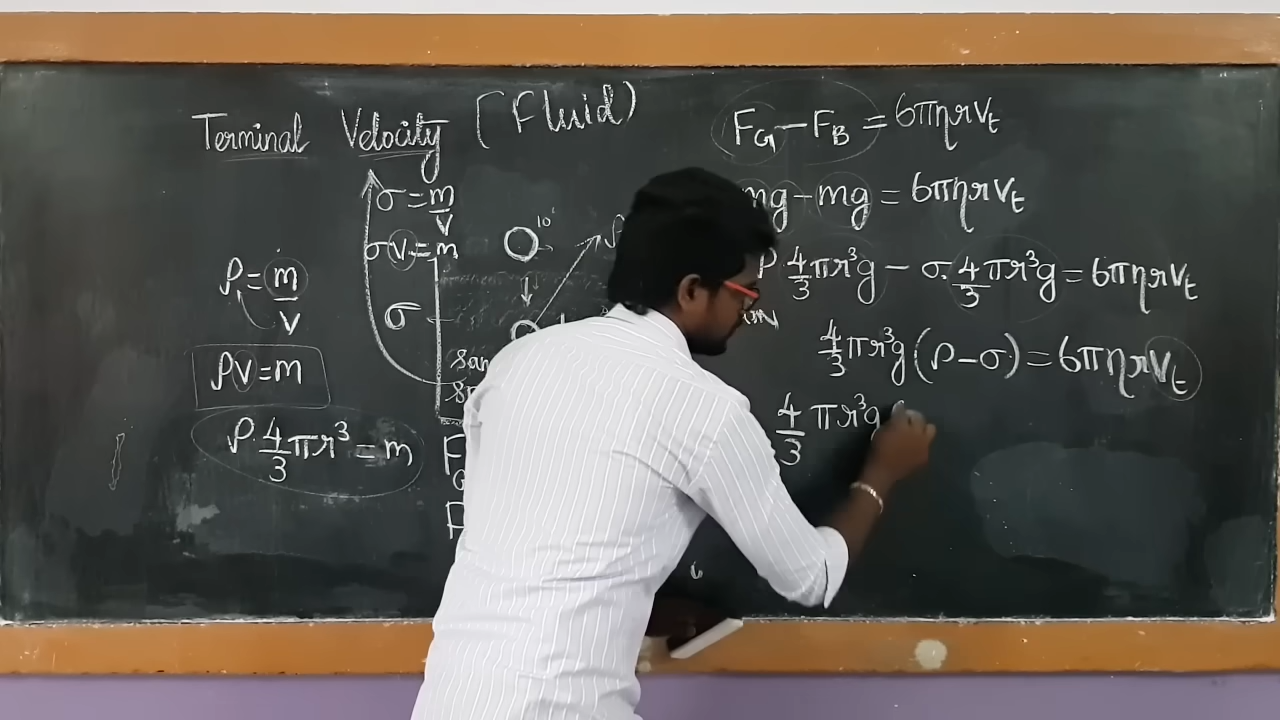 Terminal Velocity (Fluid)
σ = m/V
σV = m
ρ = m/V
σ
ρV = m
ρ·4/3 πr³ = m
10
F_G − F_B = 6πηrV_t
mg − mg = 6πηrV_t
ρ 4/3 πr³g − σ·4/3 πr³g = 6πηrV_t
4/3 πr³g (ρ − σ) = 6πηrV_t
4/3 πr³g